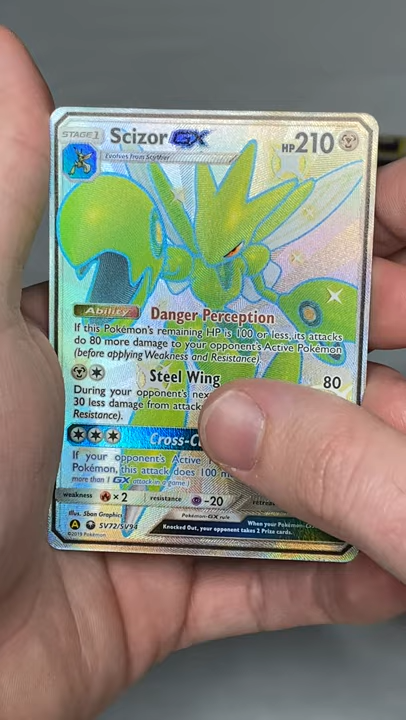 STAGE 1 Scizor GX HP 210
Evolves from Scyther
Ability Danger Perception
If this Pokémon's remaining HP is 100 or less, its attacks
do 80 more damage to your opponent's Active Pokémon
(before applying Weakness and Resistance).
Steel Wing 80
During your opponent's nex
30 less damage from attac
Resistance).
Cross-C
If your opponent's Active
Pokémon, this attack does 100 m
more than 1 GX attack in a game.)
weakness ×2 resistance -20 retreat
Illus. 5ban Graphics
A SV72/SV94
©2019 Pokémon
Pokémon-GX rule
When your Pokémon-
Knocked Out, your opponent takes 2 Prize cards.